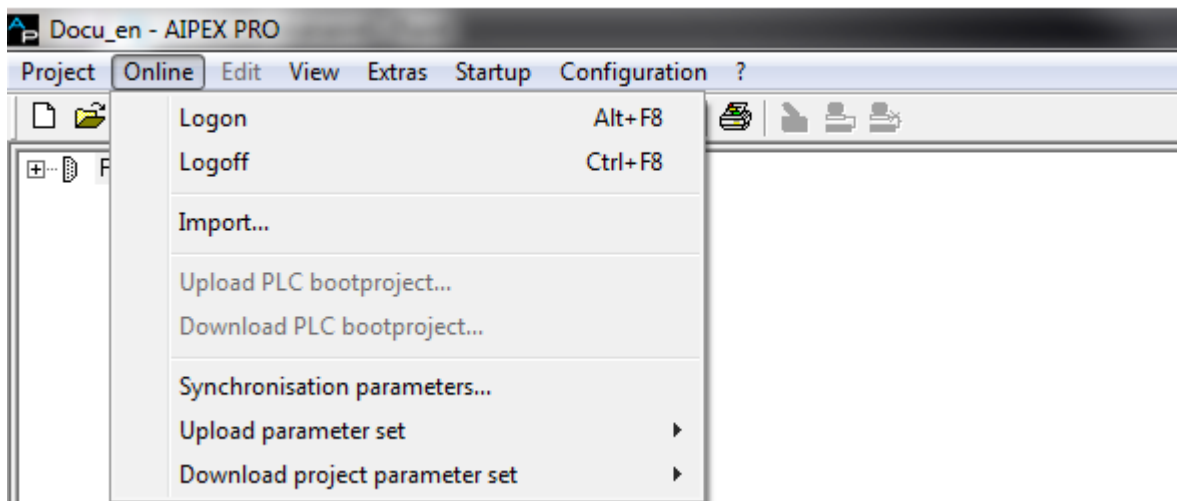 Docu_en - AIPEX PRO
Project Online Edit View Extras Startup Configuration ?
Logon Alt+F8
Logoff Ctrl+F8
Import...
Upload PLC bootproject...
Download PLC bootproject...
Synchronisation parameters...
Upload parameter set
Download project parameter set